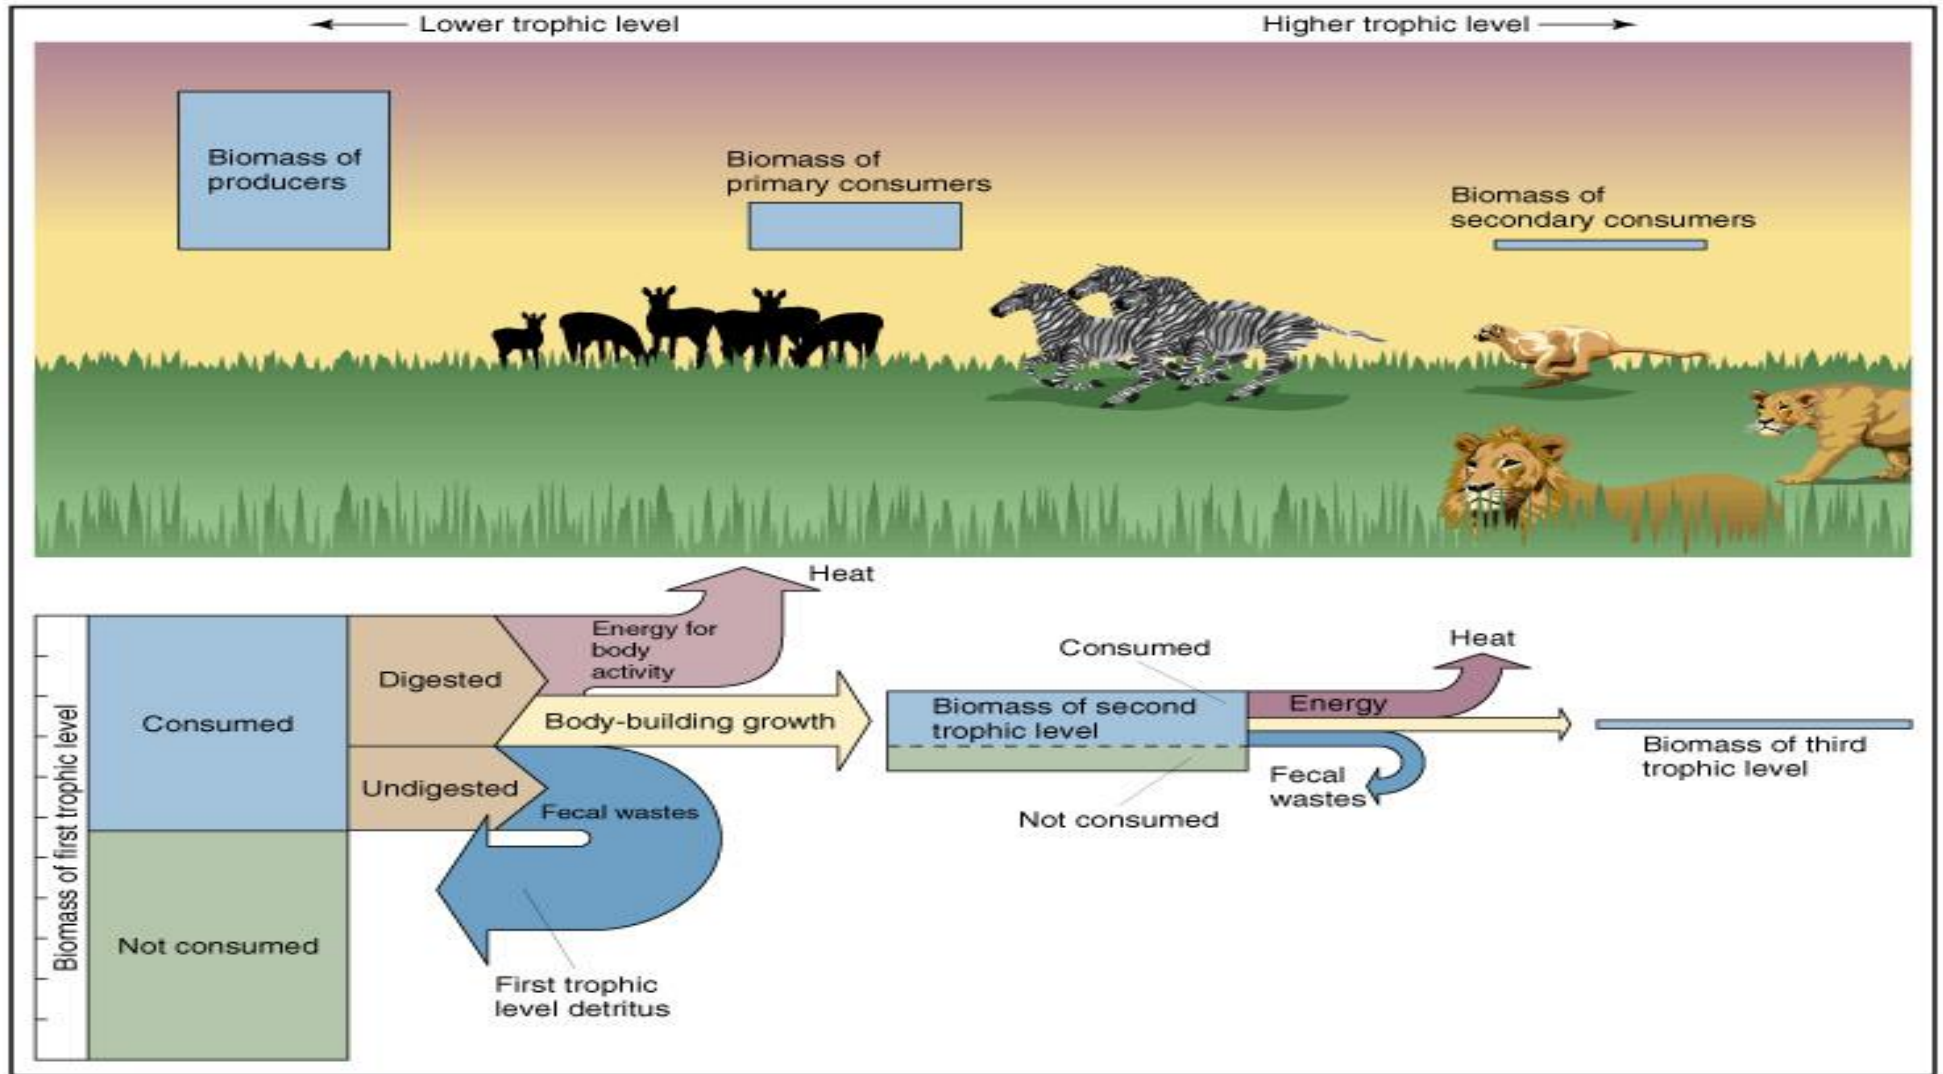 Lower trophic level
Higher trophic level
Biomass of
producers
Biomass of
primary consumers
Biomass of
secondary consumers
Heat
Energy for
body
activity
Digested
Consumed
Body-building growth
Undigested
Fecal wastes
Not consumed
First trophic
level detritus
Biomass of first trophic level
Consumed
Heat
Biomass of second
trophic level
Energy
Not consumed
Fecal
wastes
Biomass of third
trophic level